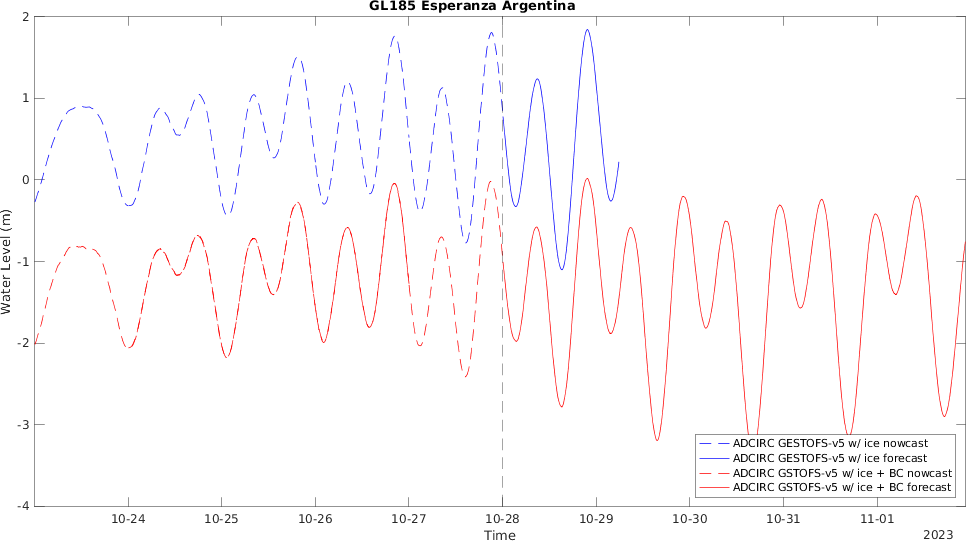 GL185 Esperanza Argentina
2
1
0
-1
-2
-3
-4
Water Level (m)
10-24 10-25 10-26 10-27 10-28 10-29 10-30 10-31 11-01
Time
2023
ADCIRC GESTOFS-v5 w/ ice nowcast
ADCIRC GESTOFS-v5 w/ ice forecast
ADCIRC GSTOFS-v5 w/ ice + BC nowcast
ADCIRC GSTOFS-v5 w/ ice + BC forecast